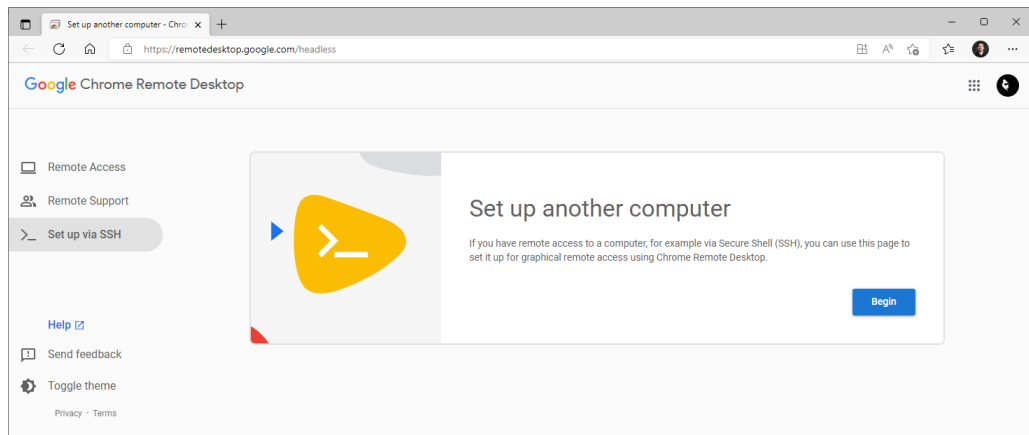 Set up another computer - Chro
https://remotedesktop.google.com/headless
Google Chrome Remote Desktop
Remote Access
Remote Support
Set up via SSH
Help
Send feedback
Toggle theme
Privacy · Terms
Set up another computer
If you have remote access to a computer, for example via Secure Shell (SSH), you can use this page to
set it up for graphical remote access using Chrome Remote Desktop.
Begin